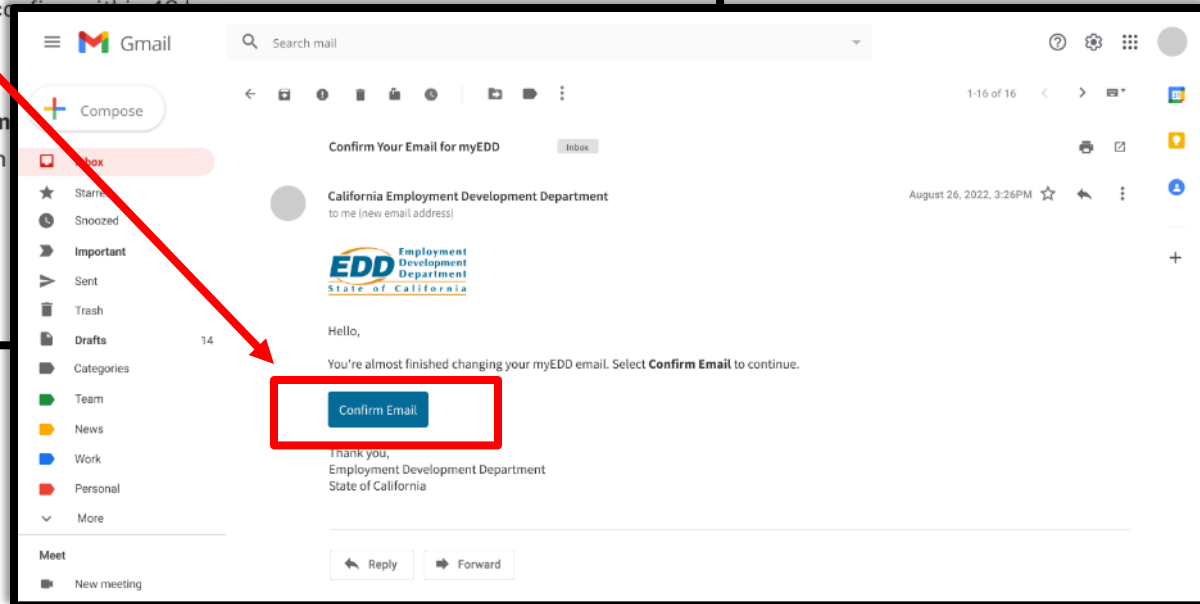 Gmail
Search mail
Compose
1-16 of 16
Confirm Your Email for myEDD Inbox
Inbox
Starred
Snoozed
Important
Sent
Trash
Drafts 14
Categories
Team
News
Work
Personal
More
Meet
New meeting
California Employment Development Department
to me (new email address)
August 26, 2022, 3:26PM
EDD
Employment
Development
Department
State of California
Hello,
You're almost finished changing your myEDD email. Select Confirm Email to continue.
Confirm Email
Thank you,
Employment Development Department
State of California
Reply
Forward